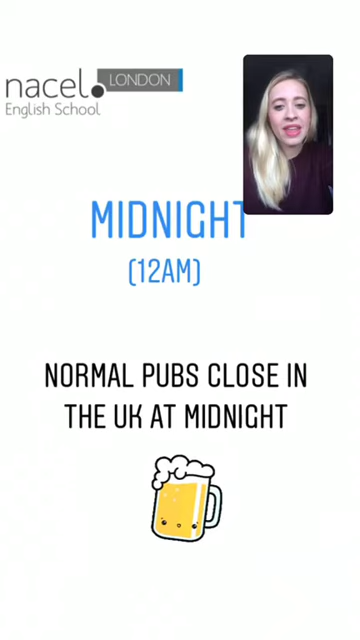 nacel. LONDON
English School
MIDNIGHT
(12AM)
NORMAL PUBS CLOSE IN
THE UK AT MIDNIGHT